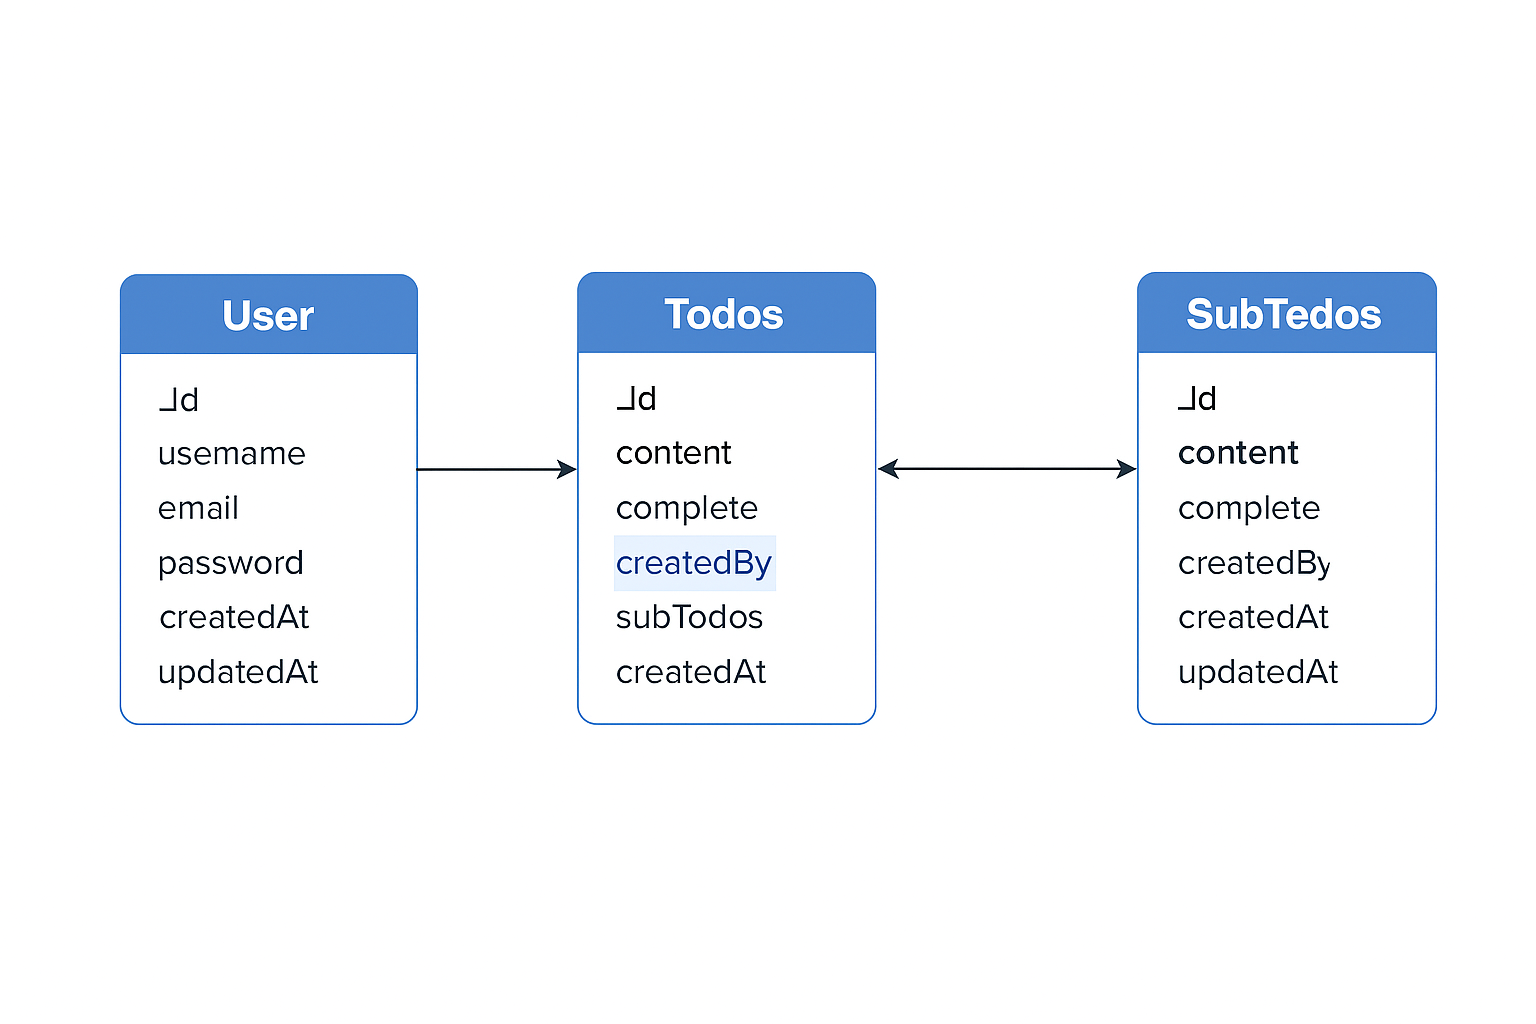 User
_Id
usemame
email
password
createdAt
updatedAt
Todos
_Id
content
complete
createdBy
subTodos
createdAt
SubTedos
_Id
content
complete
createdBy
createdAt
updatedAt